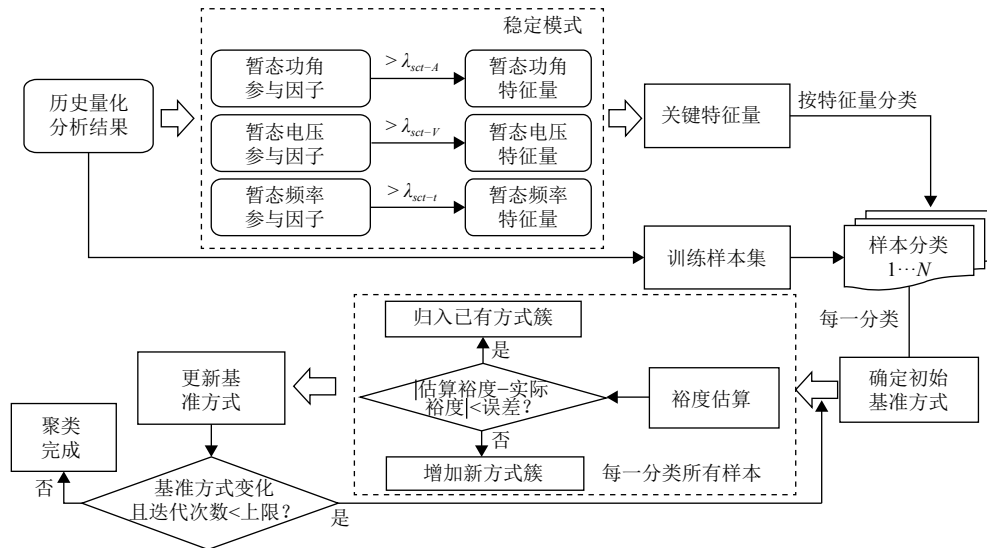 稳定模式
历史量化
分析结果
暂态功角
参与因子
> λsct−A
暂态功角
特征量
暂态电压
参与因子
> λsct−V
暂态电压
特征量
暂态频率
参与因子
> λsct−t
暂态频率
特征量
关键特征量
按特征量分类
训练样本集
样本分类
1···N
每一分类
确定初始
基准方式
裕度估算
|估算裕度−实际
裕度|<误差?
是
归入已有方式簇
否
增加新方式簇
每一分类所有样本
更新基
准方式
基准方式变化
且迭代次数<上限?
否
聚类
完成
是